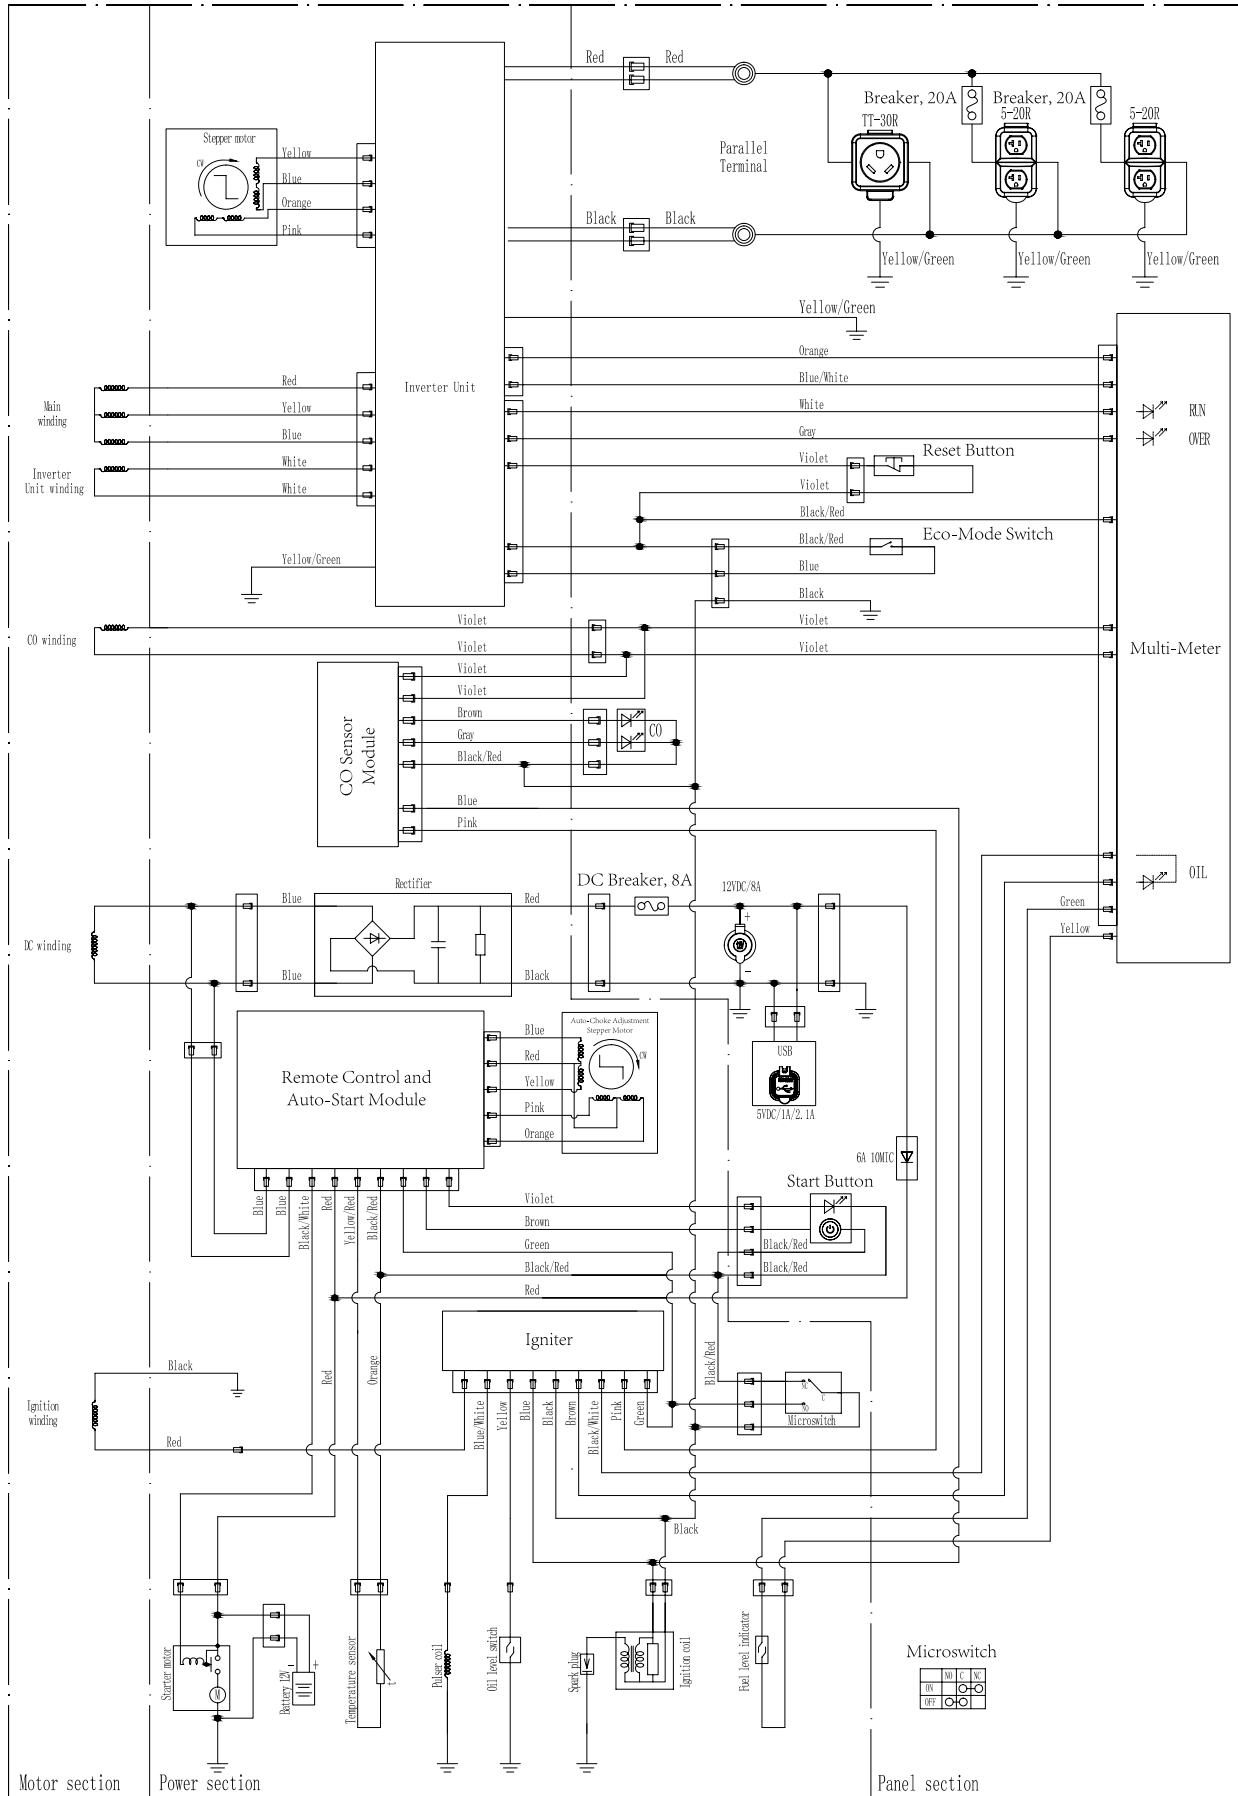 Red
Red
Breaker, 20A
Breaker, 20A
TT-30R
5-20R
5-20R
Stepper motor
CW
Yellow
Blue
Orange
Pink
Parallel
Terminal
Black
Black
Yellow/Green
Yellow/Green
Yellow/Green
Yellow/Green
Orange
Blue/White
White
Gray
RUN
OVER
Main
winding
Red
Yellow
Blue
Inverter Unit
Inverter
Unit winding
White
White
Violet
Reset Button
Violet
Black/Red
Black/Red
Eco-Mode Switch
Blue
Black
Yellow/Green
CO winding
Violet
Violet
Violet
Violet
Multi-Meter
CO Sensor
Module
Violet
Violet
Brown
Gray
Black/Red
CO
Blue
Pink
OIL
Green
Yellow
DC winding
Blue
Blue
Rectifier
Red
Black
DC Breaker, 8A
12VDC/8A
+
-
USB
5VDC/1A/2.1A
Remote Control and
Auto-Start Module
Blue
Red
Yellow
Pink
Orange
Auto-Choke Adjustment
Stepper Motor
CW
6A 10MIC
Blue
Blue
Black/White
Red
Yellow/Red
Black/Red
Violet
Brown
Green
Black/Red
Red
Start Button
Black/Red
Black/Red
Igniter
Ignition
winding
Black
Red
Red
Orange
Blue/White
Yellow
Blue
Black
Brown
Black/White
Pink
Green
Black/Red
NC
C
NO
Microswitch
Black
Starter motor
M
Battery 12V
-
+
Temperature sensor
t
Pulser coil
Oil level switch
Spark plug
Ignition coil
Fuel level indicator
Microswitch
NO C NC
ON
OFF
Motor section
Power section
Panel section